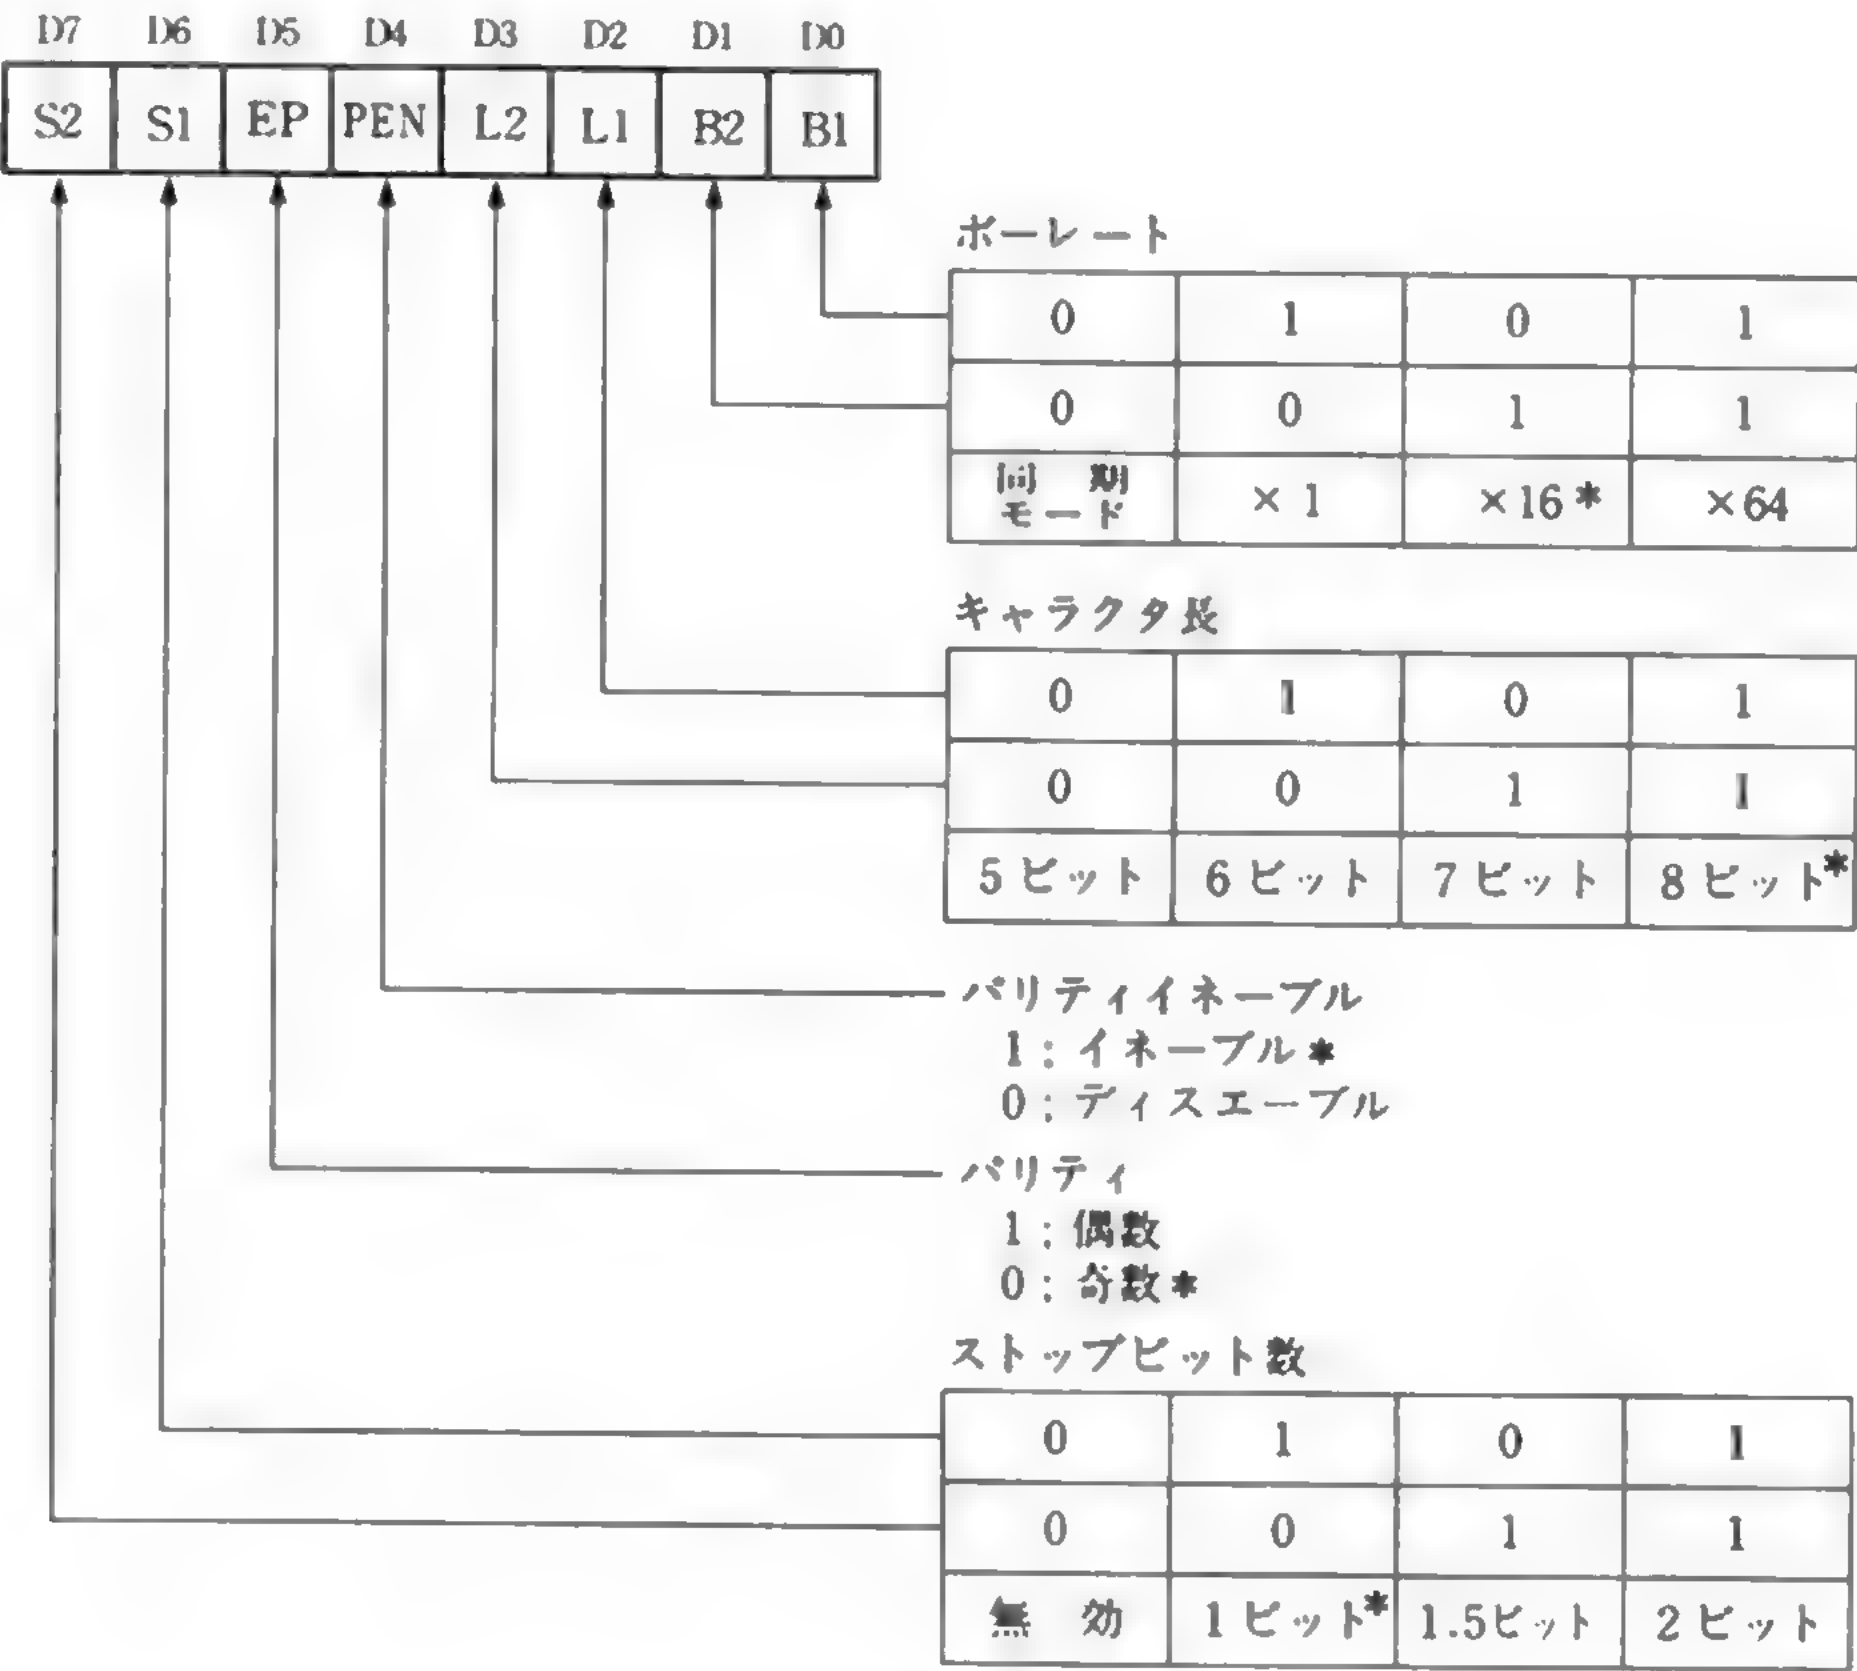 D7 D6 D5 D4 D3 D2 D1 D0
S2 S1 EP PEN L2 L1 B2 B1
ボーレート
0 1 0 1
0 0 1 1
同期モード ×1 ×16* ×64
キャラクタ長
0 1 0 1
0 0 1 1
5ビット 6ビット 7ビット 8ビット*
パリティイネーブル
1:イネーブル*
0:ディスエーブル
パリティ
1:偶数
0:奇数*
ストップビット数
0 1 0 1
0 0 1 1
無効 1ビット* 1.5ビット 2ビット